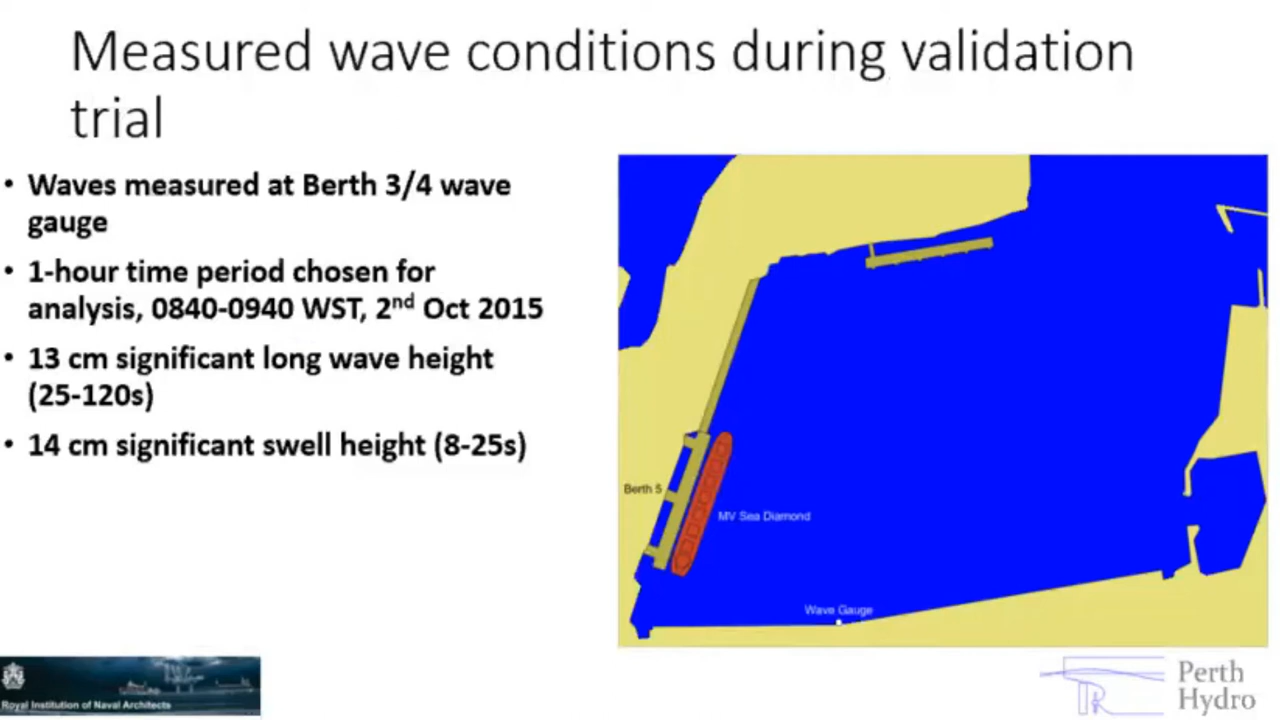 Measured wave conditions during validation
trial
• Waves measured at Berth 3/4 wave
gauge
• 1-hour time period chosen for
analysis, 0840-0940 WST, 2nd Oct 2015
• 13 cm significant long wave height
(25-120s)
• 14 cm significant swell height (8-25s)
Berth 5
MV Sea Diamond
Wave Gauge
Royal Institution of Naval Architects
Perth
Hydro